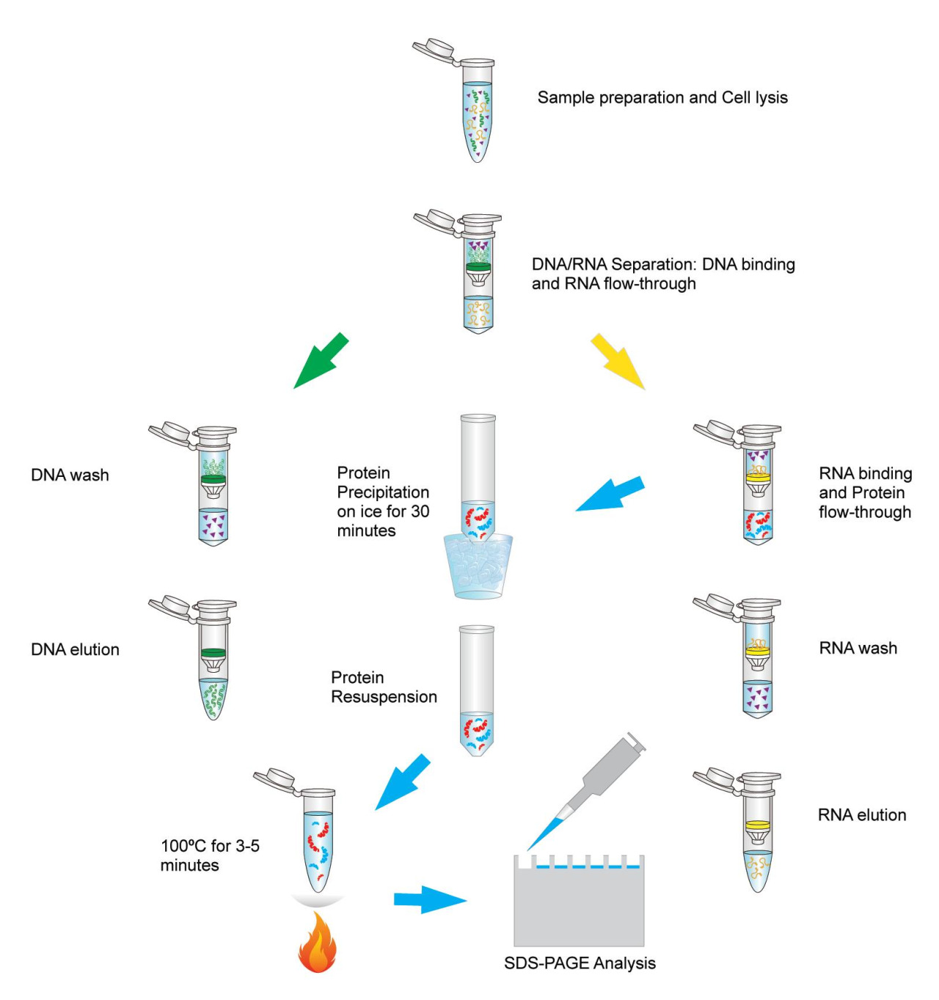 Sample preparation and Cell lysis
DNA/RNA Separation: DNA binding
and RNA flow-through
DNA wash
Protein
Precipitation
on ice for 30
minutes
RNA binding
and Protein
flow-through
DNA elution
Protein
Resuspension
RNA wash
100ºC for 3-5
minutes
RNA elution
SDS-PAGE Analysis